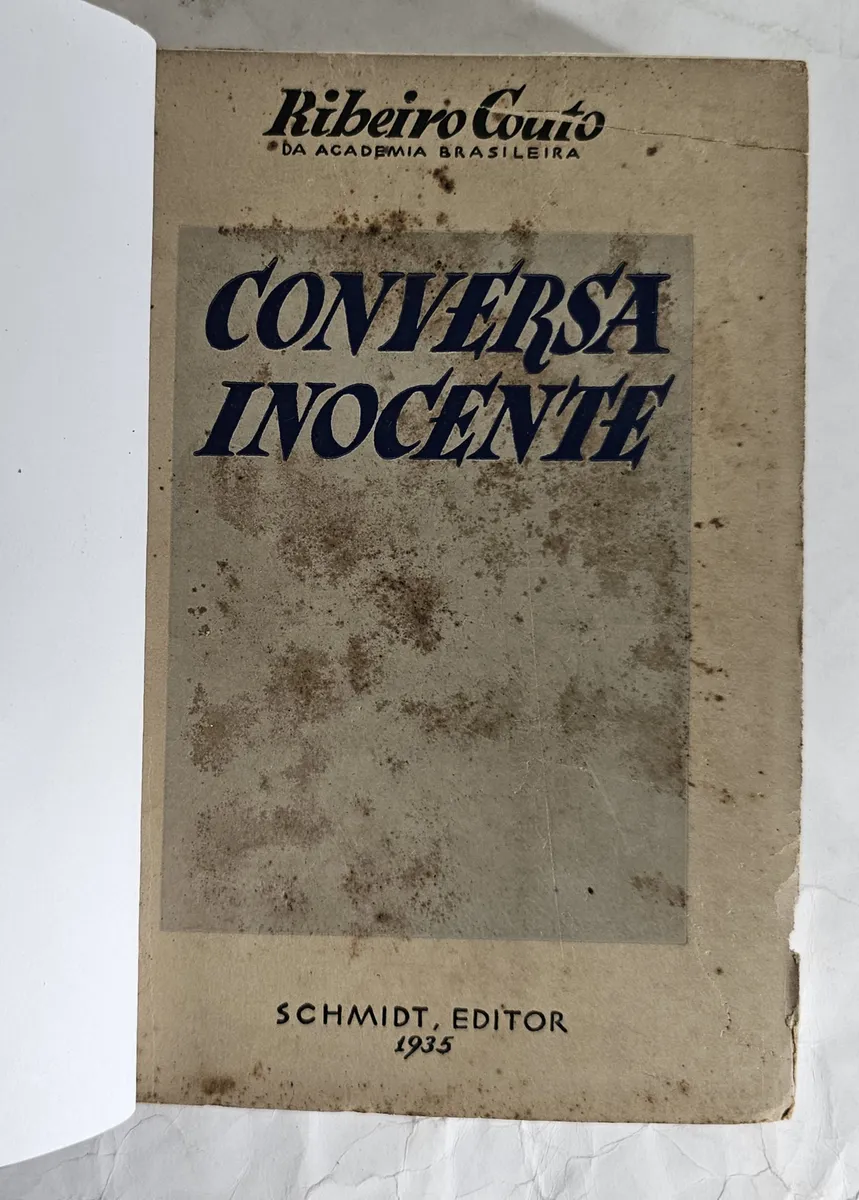 Ribeiro Couto
DA ACADEMIA BRASILEIRA
CONVERSA
INOCENTE
SCHMIDT, EDITOR
1935